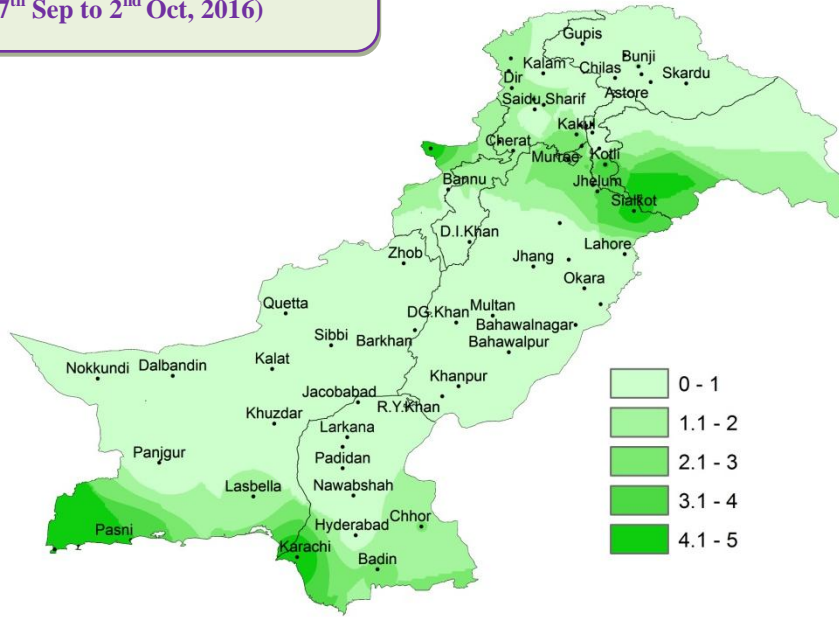 7th Sep to 2nd Oct, 2016)
Gupis
Kalam
Chilas
Bunji
Skardu
Dir
Astore
Saidu Sharif
Kakul
Cherat
Murree
Kotli
Bannu
Jhelum
Sialkot
D.I.Khan
Zhob
Jhang
Lahore
Okara
Quetta
DG.Khan
Multan
Bahawalnagar
Sibbi
Barkhan
Bahawalpur
Nokkundi
Dalbandin
Kalat
Khanpur
Jacobabad
R.Y.Khan
Khuzdar
Larkana
Panjgur
Padidan
Lasbella
Nawabshah
Pasni
Hyderabad
Chhor
Karachi
Badin
0 - 1
1.1 - 2
2.1 - 3
3.1 - 4
4.1 - 5